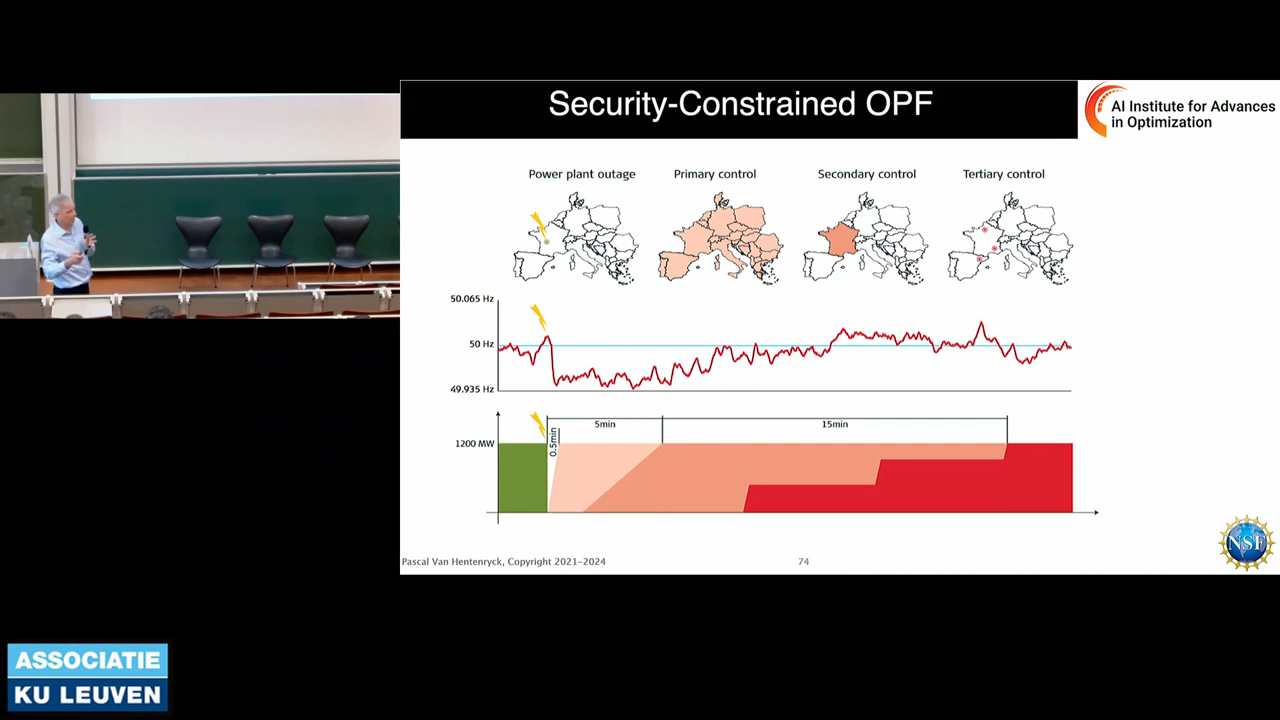 Security-Constrained OPF
AI Institute for Advances
in Optimization
Power plant outage
Primary control
Secondary control
Tertiary control
50.065 Hz
50 Hz
49.935 Hz
0.5min
5min
15min
1200 MW
Pascal Van Hentenryck, Copyright 2021–2024
74
NSF
ASSOCIATIE
KU LEUVEN